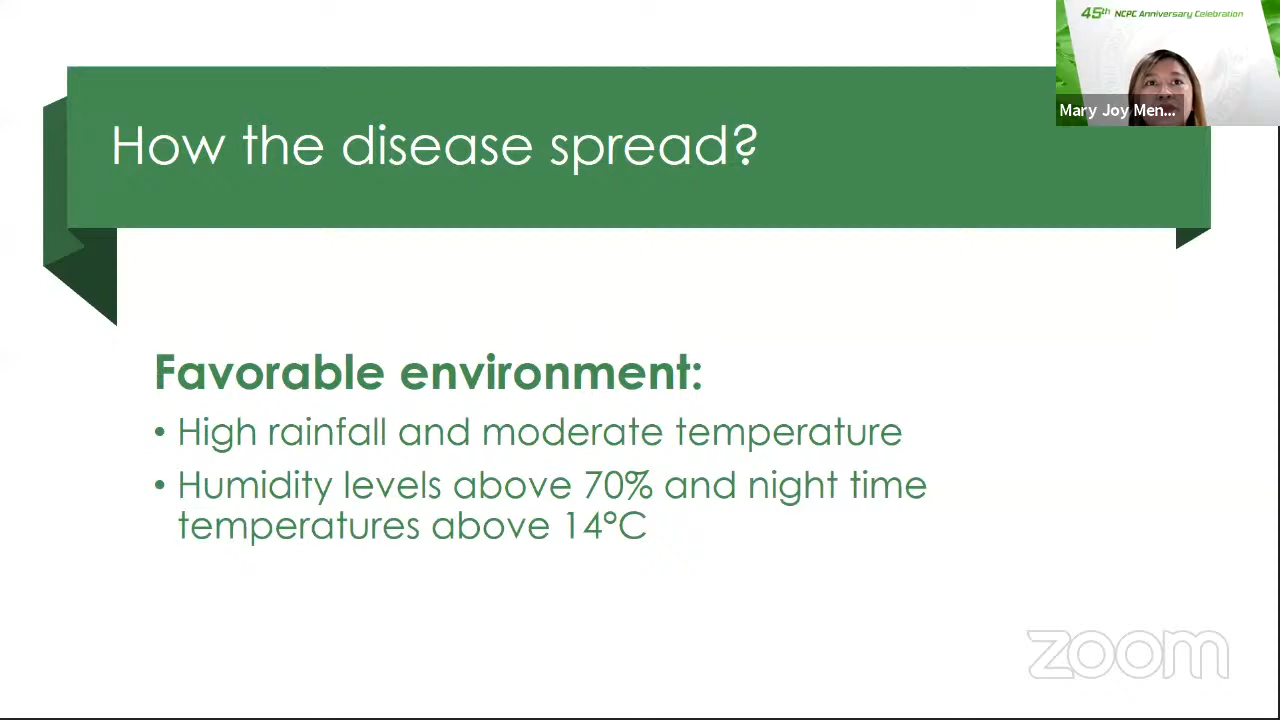 45th NCPC Anniversary Celebration
Mary Joy Men...
How the disease spread?
Favorable environment:
• High rainfall and moderate temperature
• Humidity levels above 70% and night time
temperatures above 14°C
zoom